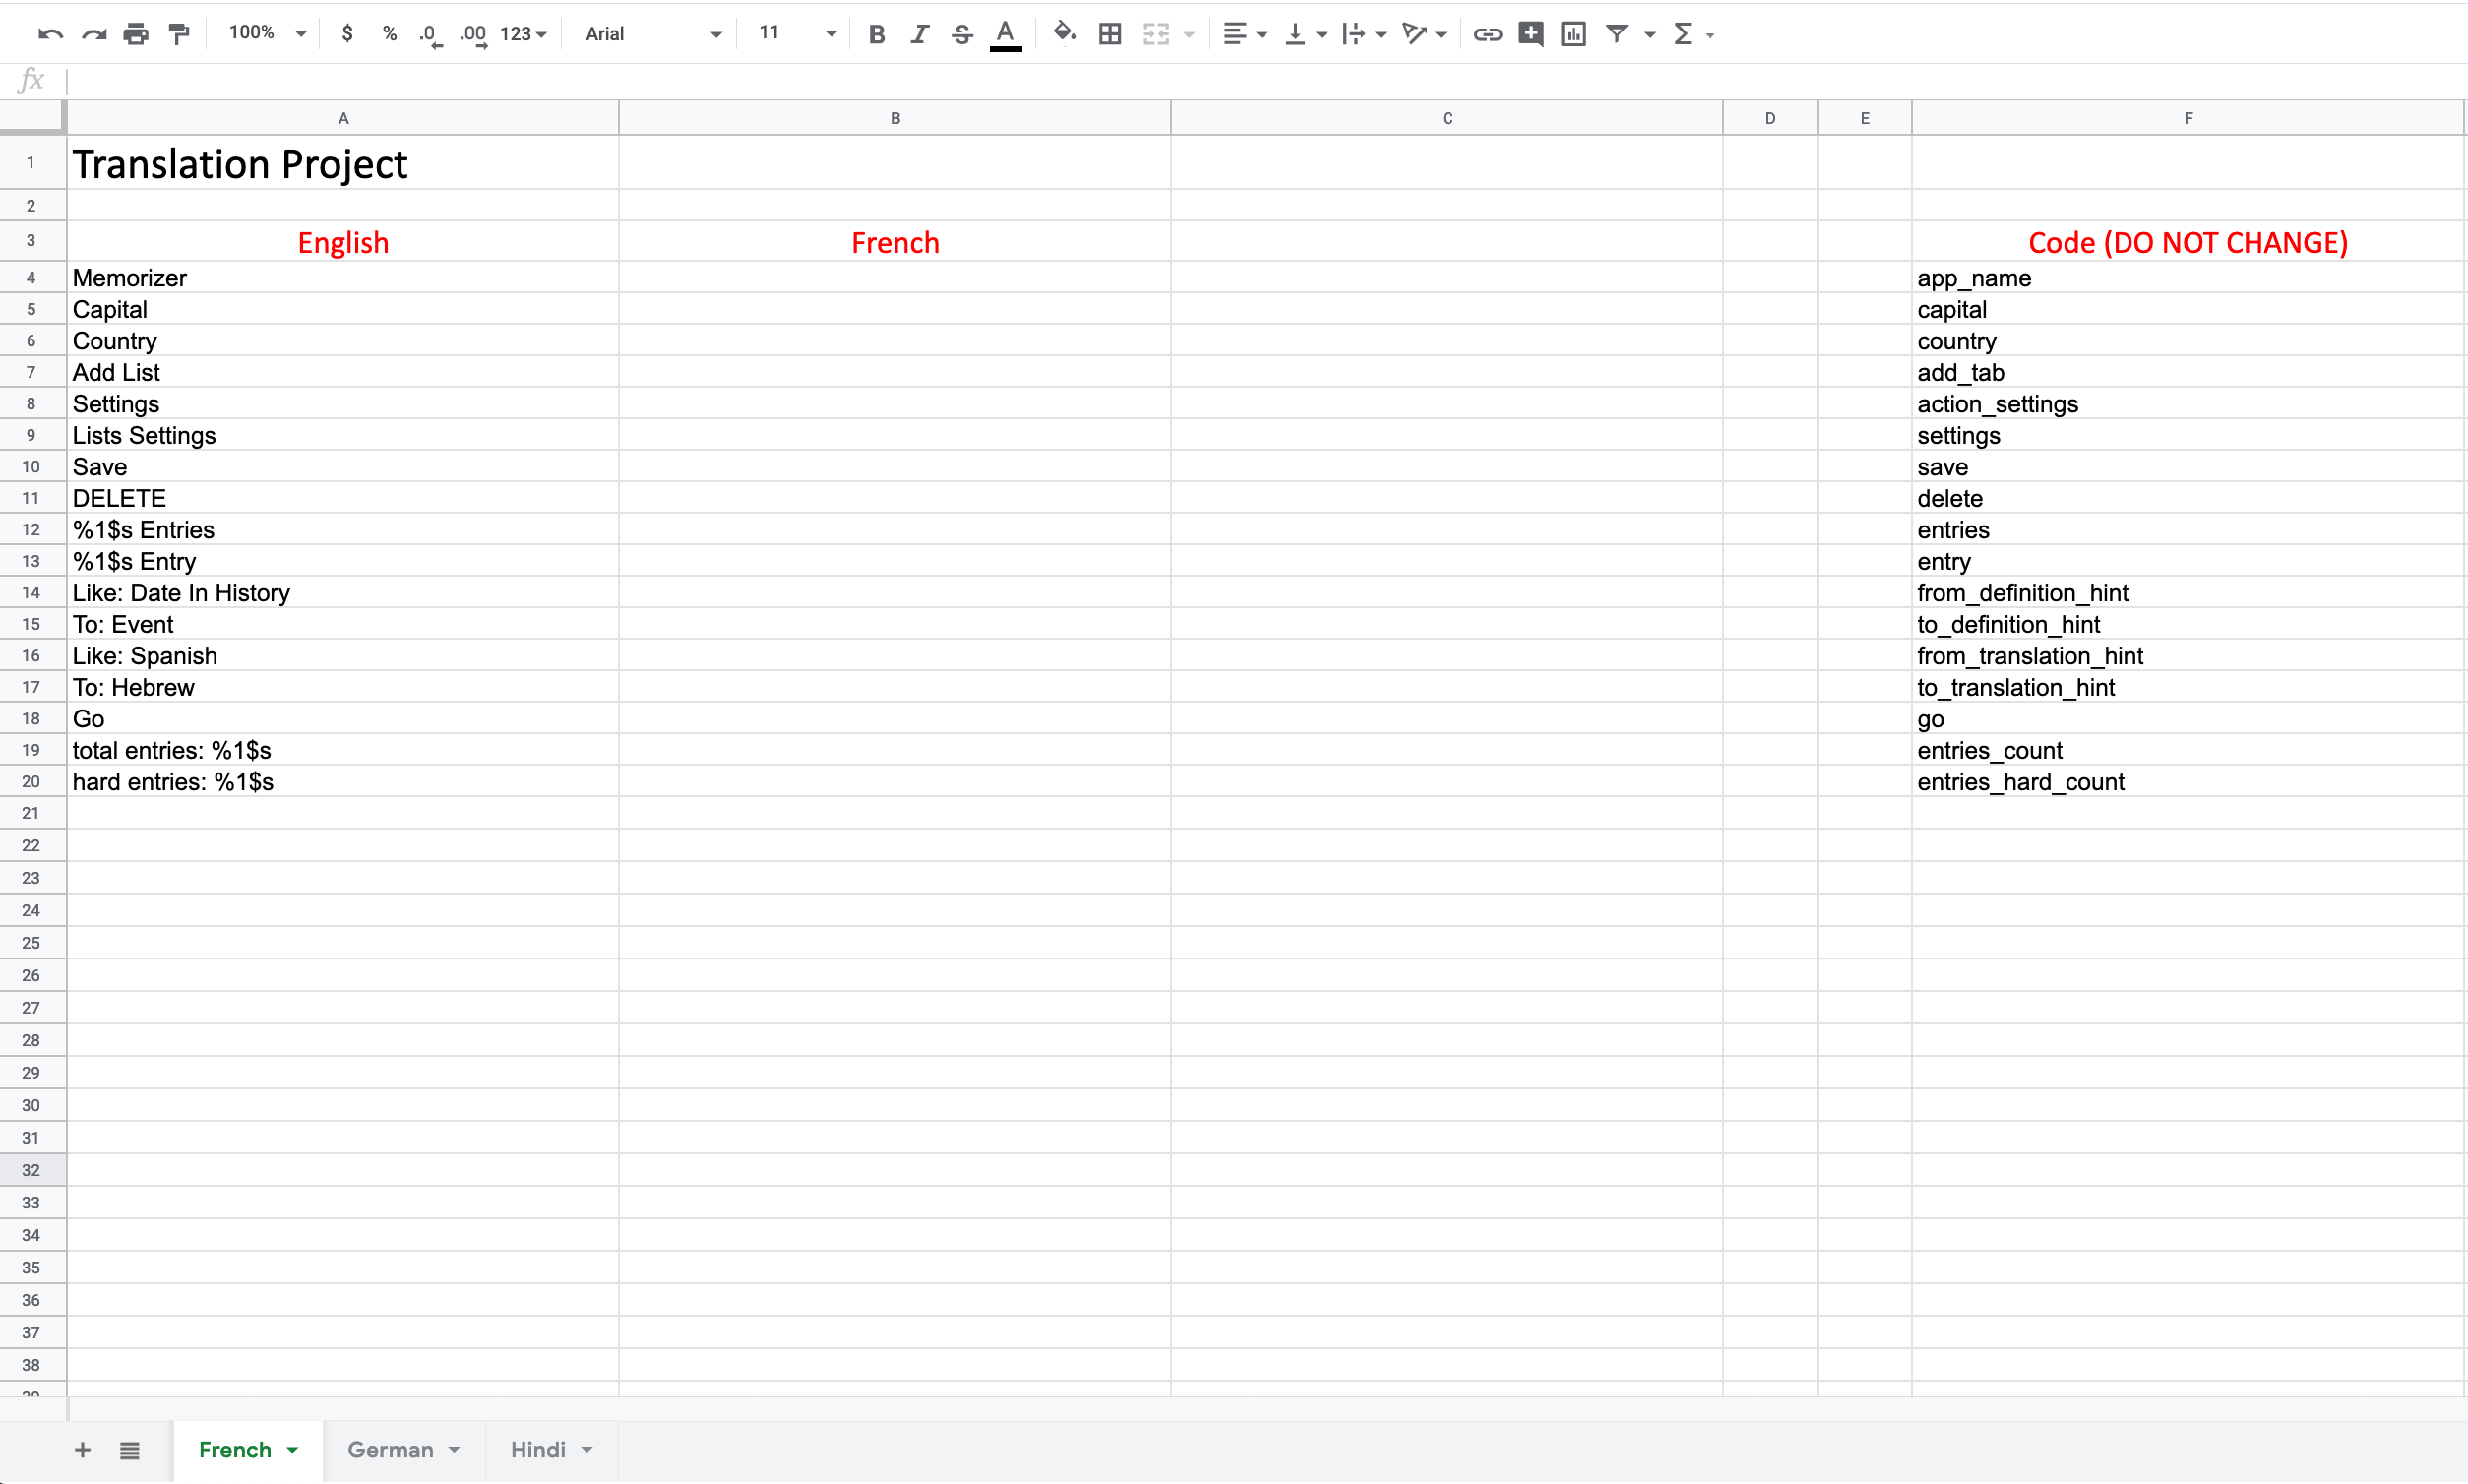 100% $ % .0 .00 123 Arial 11 B I S A Σ
fx
A B C D E F
1 Translation Project
2
3 English French Code (DO NOT CHANGE)
4 Memorizer app_name
5 Capital capital
6 Country country
7 Add List add_tab
8 Settings action_settings
9 Lists Settings settings
10 Save save
11 DELETE delete
12 %1$s Entries entries
13 %1$s Entry entry
14 Like: Date In History from_definition_hint
15 To: Event to_definition_hint
16 Like: Spanish from_translation_hint
17 To: Hebrew to_translation_hint
18 Go go
19 total entries: %1$s entries_count
20 hard entries: %1$s entries_hard_count
21
22
23
24
25
26
27
28
29
30
31
32
33
34
35
36
37
38
39
+ French German Hindi